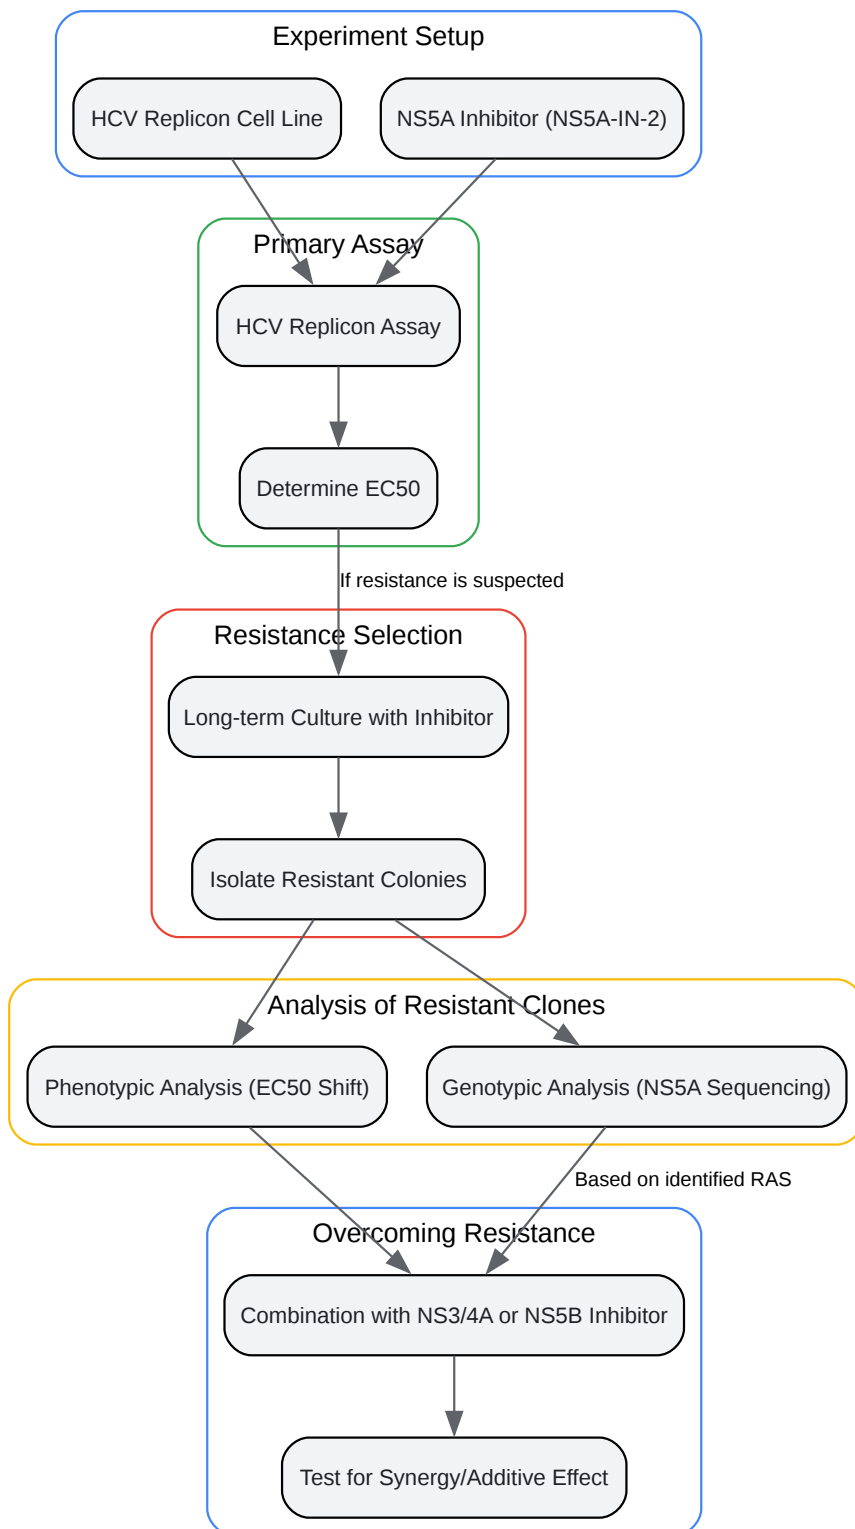 Experiment Setup
HCV Replicon Cell Line
NS5A Inhibitor (NS5A-IN-2)
Primary Assay
HCV Replicon Assay
Determine EC50
If resistance is suspected
Resistance Selection
Long-term Culture with Inhibitor
Isolate Resistant Colonies
Analysis of Resistant Clones
Phenotypic Analysis (EC50 Shift)
Genotypic Analysis (NS5A Sequencing)
Based on identified RAS
Overcoming Resistance
Combination with NS3/4A or NS5B Inhibitor
Test for Synergy/Additive Effect